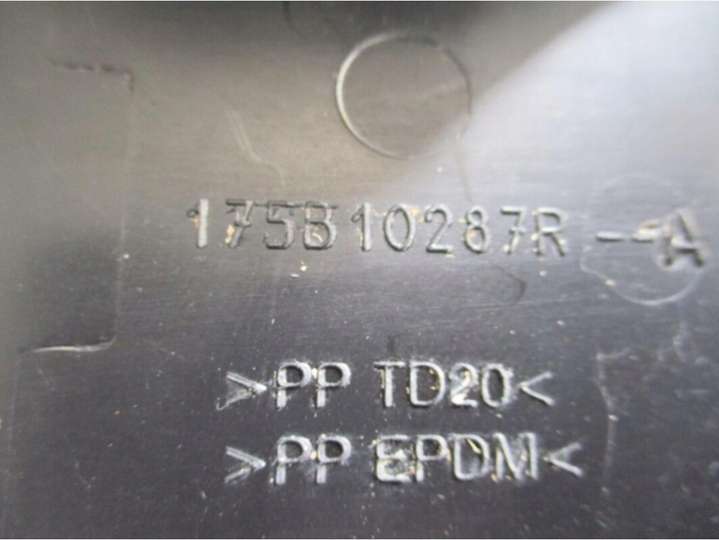 175B10287R --A
>PP TD20<
>PP EPDM<